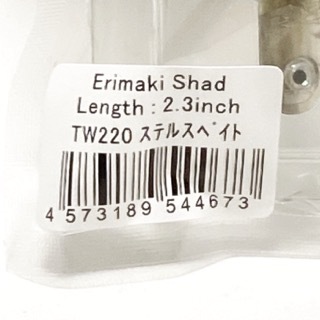 Erimaki Shad
Length : 2.3inch
TW220 ｽﾃﾙｽﾍﾞｲﾄ
4 573189 544673